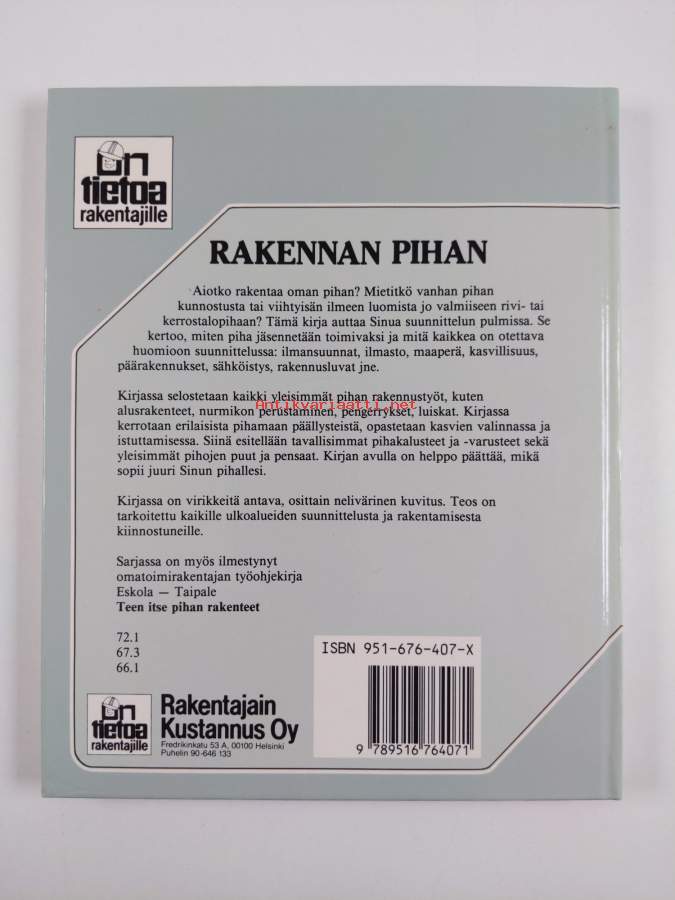 on
tietoa
rakentajille
RAKENNAN PIHAN
Aiotko rakentaa oman pihan? Mietitkö vanhan pihan
kunnostusta tai viihtyisän ilmeen luomista jo valmiiseen rivi- tai
kerrostalopihaan? Tämä kirja auttaa Sinua suunnittelun pulmissa. Se
kertoo, miten piha jäsennetään toimivaksi ja mitä kaikkea on otettava
huomioon suunnittelussa: ilmansuunnat, ilmasto, maaperä, kasvillisuus,
päärakennukset, sähköistys, rakennusluvat jne.
Kirjassa selostetaan kaikki yleisimmät pihan rakennustyöt, kuten
alusrakenteet, nurmikon perustaminen, pengerrykset, luiskat. Kirjassa
Antikvariaatti.net
kerrotaan erilaisista pihamaan päällysteistä, opastetaan kasvien valinnassa ja
istuttamisessa. Siinä esitellään tavallisimmat pihakalusteet ja -varusteet sekä
yleisimmät pihojen puut ja pensaat. Kirjan avulla on helppo päättää, mikä
sopii juuri Sinun pihallesi.
Kirjassa on virikkeitä antava, osittain nelivärinen kuvitus. Teos on
tarkoitettu kaikille ulkoalueiden suunnittelusta ja rakentamisesta
kiinnostuneille.
Sarjassa on myös ilmestynyt
omatoimirakentajan työohjekirja
Eskola — Taipale
Teen itse pihan rakenteet
72.1
67.3
66.1
ISBN 951-676-407-X
9 789516 764071
on
tietoa
rakentajille
Rakentajain
Kustannus Oy
Fredrikinkatu 53 A, 00100 Helsinki
Puhelin 90-646 133